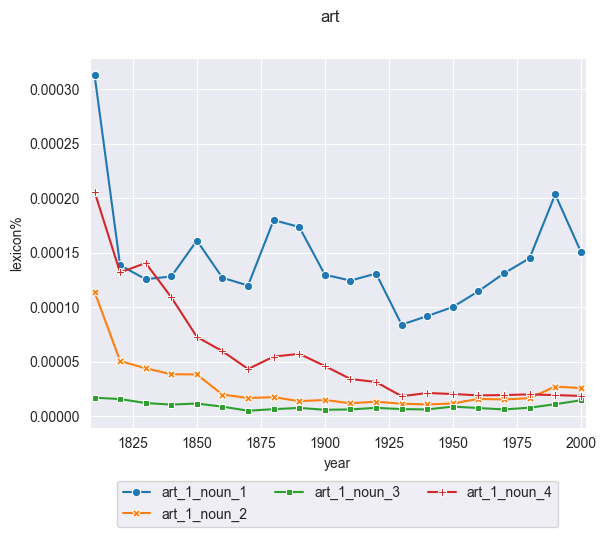 art
0.00030
0.00025
0.00020
0.00015
0.00010
0.00005
0.00000
lexicon%
1825 1850 1875 1900 1925 1950 1975 2000
year
art_1_noun_1 art_1_noun_3 art_1_noun_4
art_1_noun_2